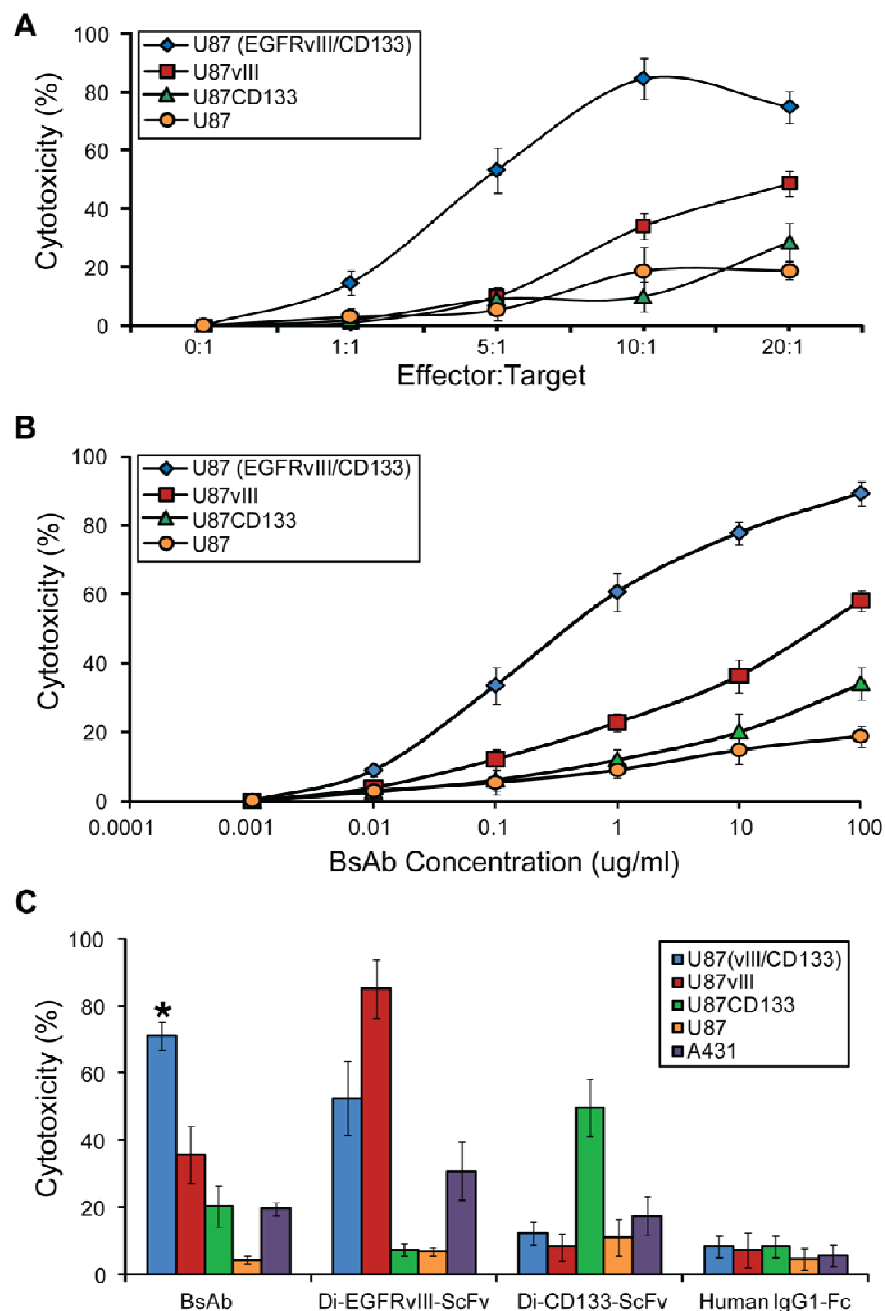 A
100
80
60
40
20
0
Cytotoxicity (%)
U87 (EGFRvIII/CD133)
U87vIII
U87CD133
U87
0:1 1:1 5:1 10:1 20:1
Effector:Target
B
100
80
60
40
20
0
Cytotoxicity (%)
U87 (EGFRvIII/CD133)
U87vIII
U87CD133
U87
0.0001 0.001 0.01 0.1 1 10 100
BsAb Concentration (ug/ml)
C
100
80
60
40
20
0
Cytotoxicity (%)
*
U87(vIII/CD133)
U87vIII
U87CD133
U87
A431
BsAb Di-EGFRvIII-ScFv Di-CD133-ScFv Human IgG1-Fc